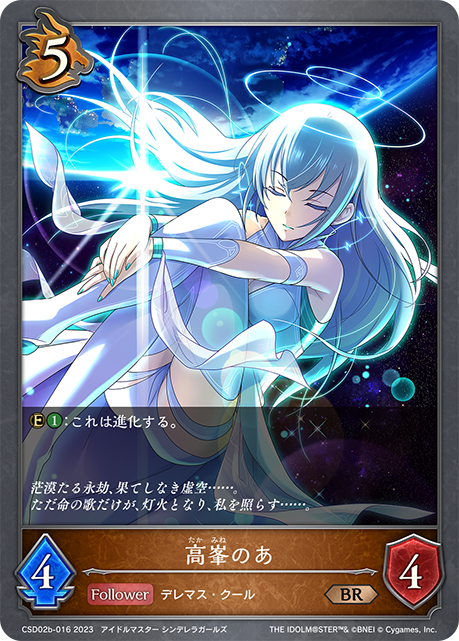 5
E 1：これは進化する。
茫漠たる永劫、果てしなき虚空……。
ただ命の歌だけが、灯火となり、私を照らす……。
たか みね
高峯のあ
4
Follower デレマス・クール BR
4
CSD02b-016 2023 アイドルマスター シンデレラガールズ THE IDOLM@STER™& ©BNEI © Cygames, Inc.